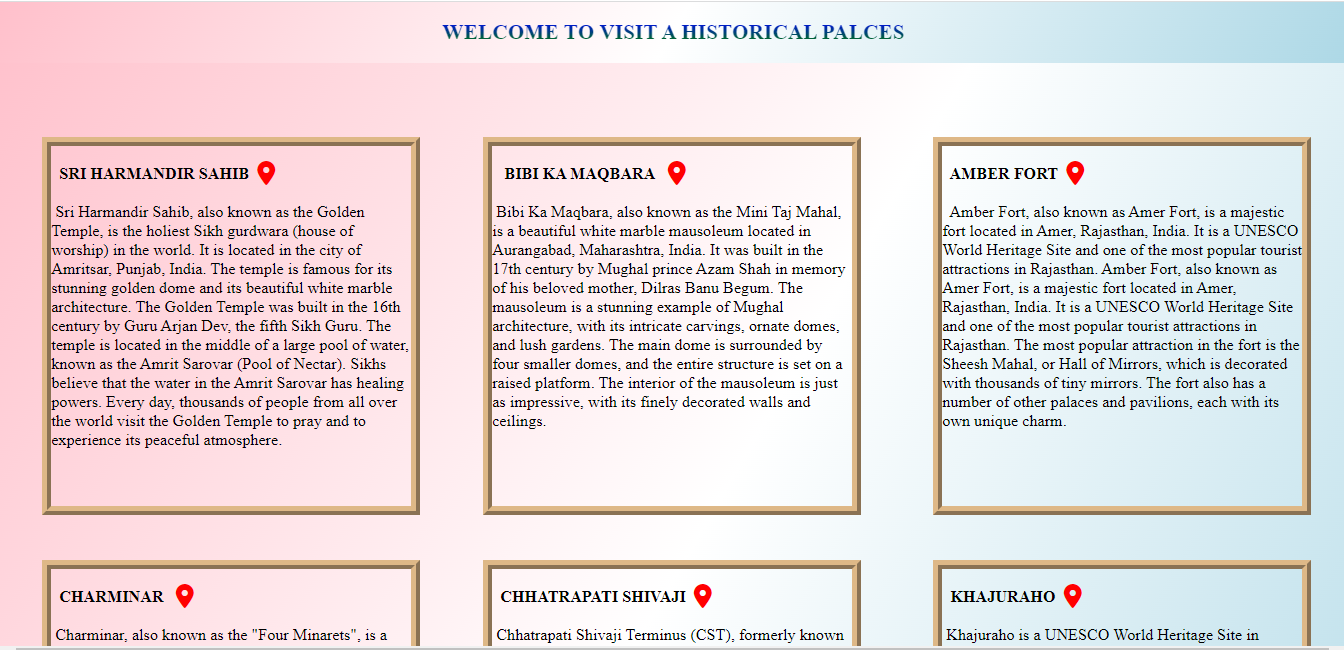 WELCOME TO VISIT A HISTORICAL PALCES
SRI HARMANDIR SAHIB
Sri Harmandir Sahib, also known as the Golden
Temple, is the holiest Sikh gurdwara (house of
worship) in the world. It is located in the city of
Amritsar, Punjab, India. The temple is famous for its
stunning golden dome and its beautiful white marble
architecture. The Golden Temple was built in the 16th
century by Guru Arjan Dev, the fifth Sikh Guru. The
temple is located in the middle of a large pool of water,
known as the Amrit Sarovar (Pool of Nectar). Sikhs
believe that the water in the Amrit Sarovar has healing
powers. Every day, thousands of people from all over
the world visit the Golden Temple to pray and to
experience its peaceful atmosphere.
BIBI KA MAQBARA
Bibi Ka Maqbara, also known as the Mini Taj Mahal,
is a beautiful white marble mausoleum located in
Aurangabad, Maharashtra, India. It was built in the
17th century by Mughal prince Azam Shah in memory
of his beloved mother, Dilras Banu Begum. The
mausoleum is a stunning example of Mughal
architecture, with its intricate carvings, ornate domes,
and lush gardens. The main dome is surrounded by
four smaller domes, and the entire structure is set on a
raised platform. The interior of the mausoleum is just
as impressive, with its finely decorated walls and
ceilings.
AMBER FORT
Amber Fort, also known as Amer Fort, is a majestic
fort located in Amer, Rajasthan, India. It is a UNESCO
World Heritage Site and one of the most popular tourist
attractions in Rajasthan. Amber Fort, also known as
Amer Fort, is a majestic fort located in Amer,
Rajasthan, India. It is a UNESCO World Heritage Site
and one of the most popular tourist attractions in
Rajasthan. The most popular attraction in the fort is the
Sheesh Mahal, or Hall of Mirrors, which is decorated
with thousands of tiny mirrors. The fort also has a
number of other palaces and pavilions, each with its
own unique charm.
CHARMINAR
Charminar, also known as the "Four Minarets", is a
CHHATRAPATI SHIVAJI
Chhatrapati Shivaji Terminus (CST), formerly known
KHAJURAHO
Khajuraho is a UNESCO World Heritage Site in